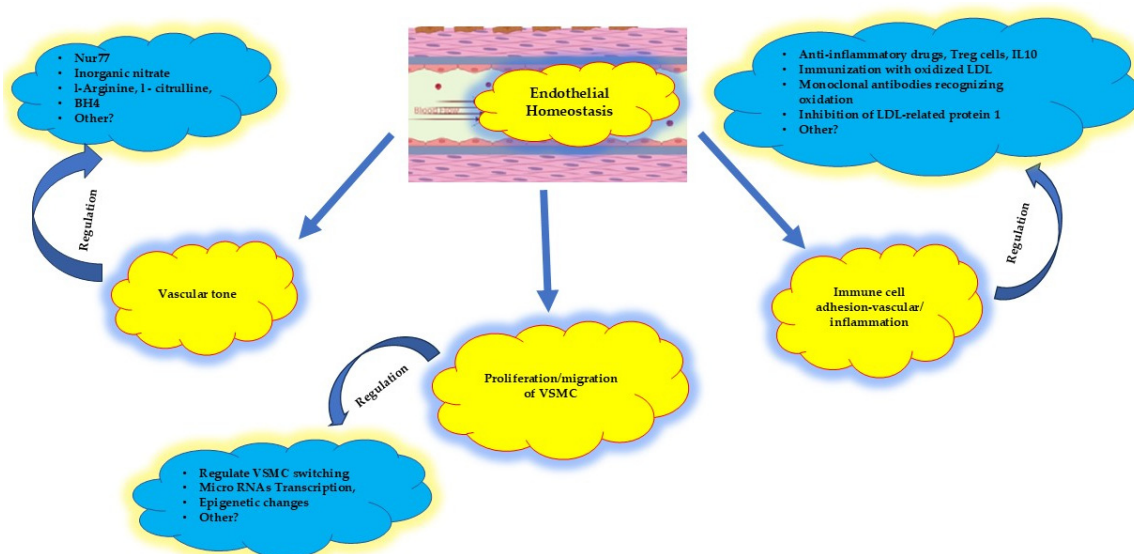 • Nur77
• Inorganic nitrate
• l-Arginine, l- citrulline,
• BH4
• Other?
Endothelial
Homeostasis
Blood Flow
• Anti-inflammatory drugs, Treg cells, IL10
• Immunization with oxidized LDL
• Monoclonal antibodies recognizing
oxidation
• Inhibition of LDL-related protein 1
• Other?
Regulation
Regulation
Vascular tone
Immune cell
adhesion-vascular/
inflammation
Proliferation/migration
of VSMC
Regulation
• Regulate VSMC switching
• Micro RNAs Transcription,
• Epigenetic changes
• Other?